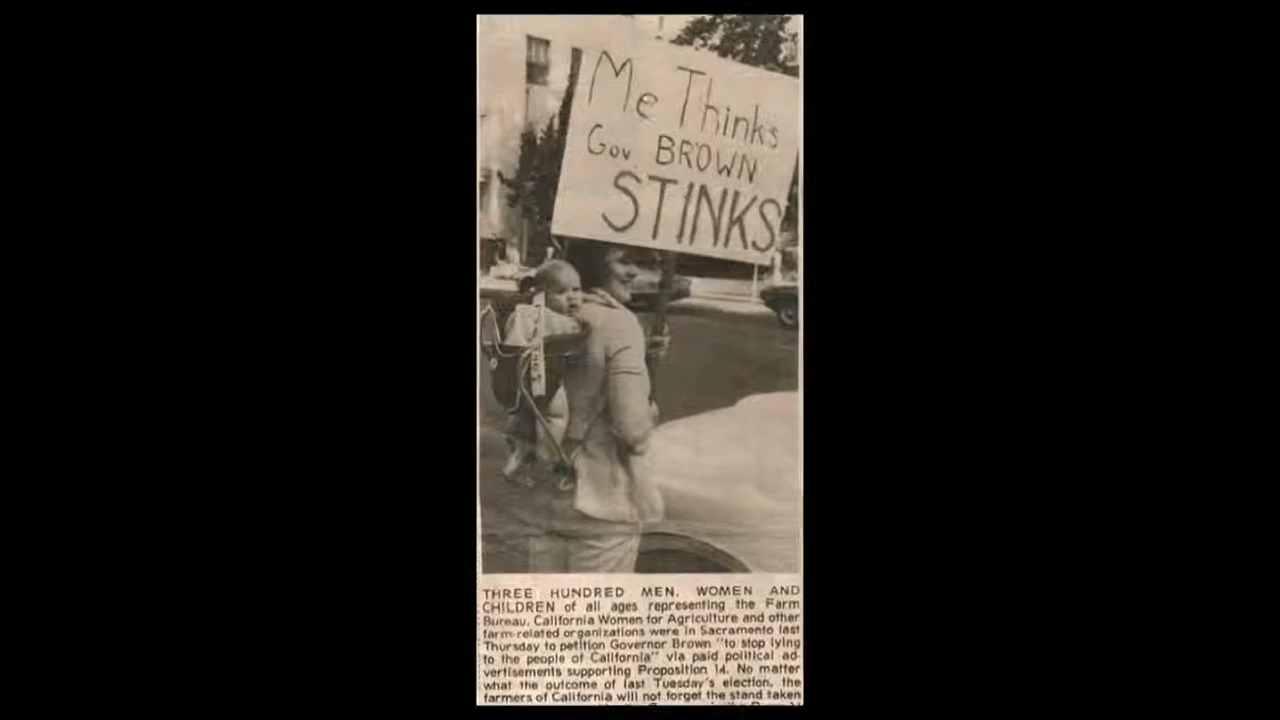 Me Thinks
Gov BROWN
STINKS
THREE HUNDRED MEN, WOMEN AND
CHILDREN of all ages representing the Farm
Bureau, California Women for Agriculture and other
farm-related organizations were in Sacramento last
Thursday to petition Governor Brown "to stop lying
to the people of California" via paid political ad-
vertisements supporting Proposition 14. No matter
what the outcome of last Tuesday's election, the
farmers of California will not forget the stand taken